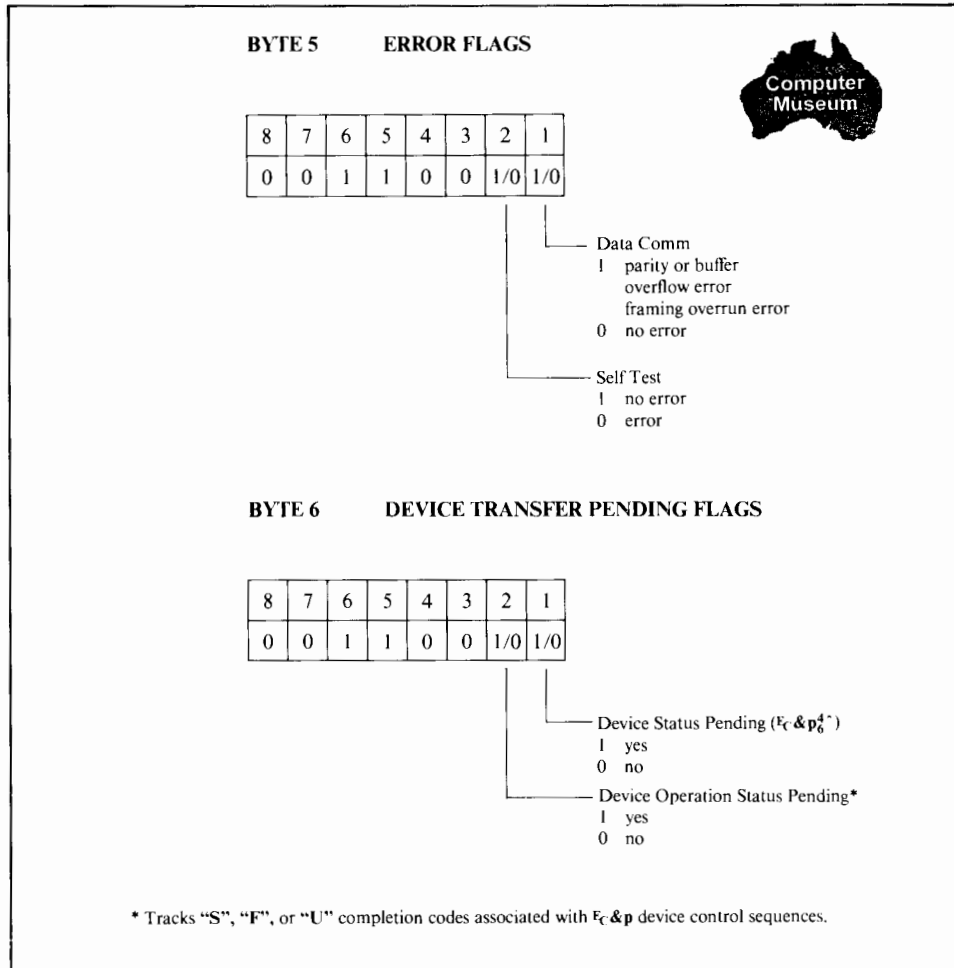 BYTE 5 ERROR FLAGS
Computer
Museum
8 7 6 5 4 3 2 1
0 0 1 1 0 0 1/0 1/0
Data Comm
1 parity or buffer
overflow error
framing overrun error
0 no error
Self Test
1 no error
0 error
BYTE 6 DEVICE TRANSFER PENDING FLAGS
8 7 6 5 4 3 2 1
0 0 1 1 0 0 1/0 1/0
Device Status Pending (EC&p46^)
1 yes
0 no
Device Operation Status Pending*
1 yes
0 no
* Tracks “S”, “F”, or “U” completion codes associated with EC&p device control sequences.